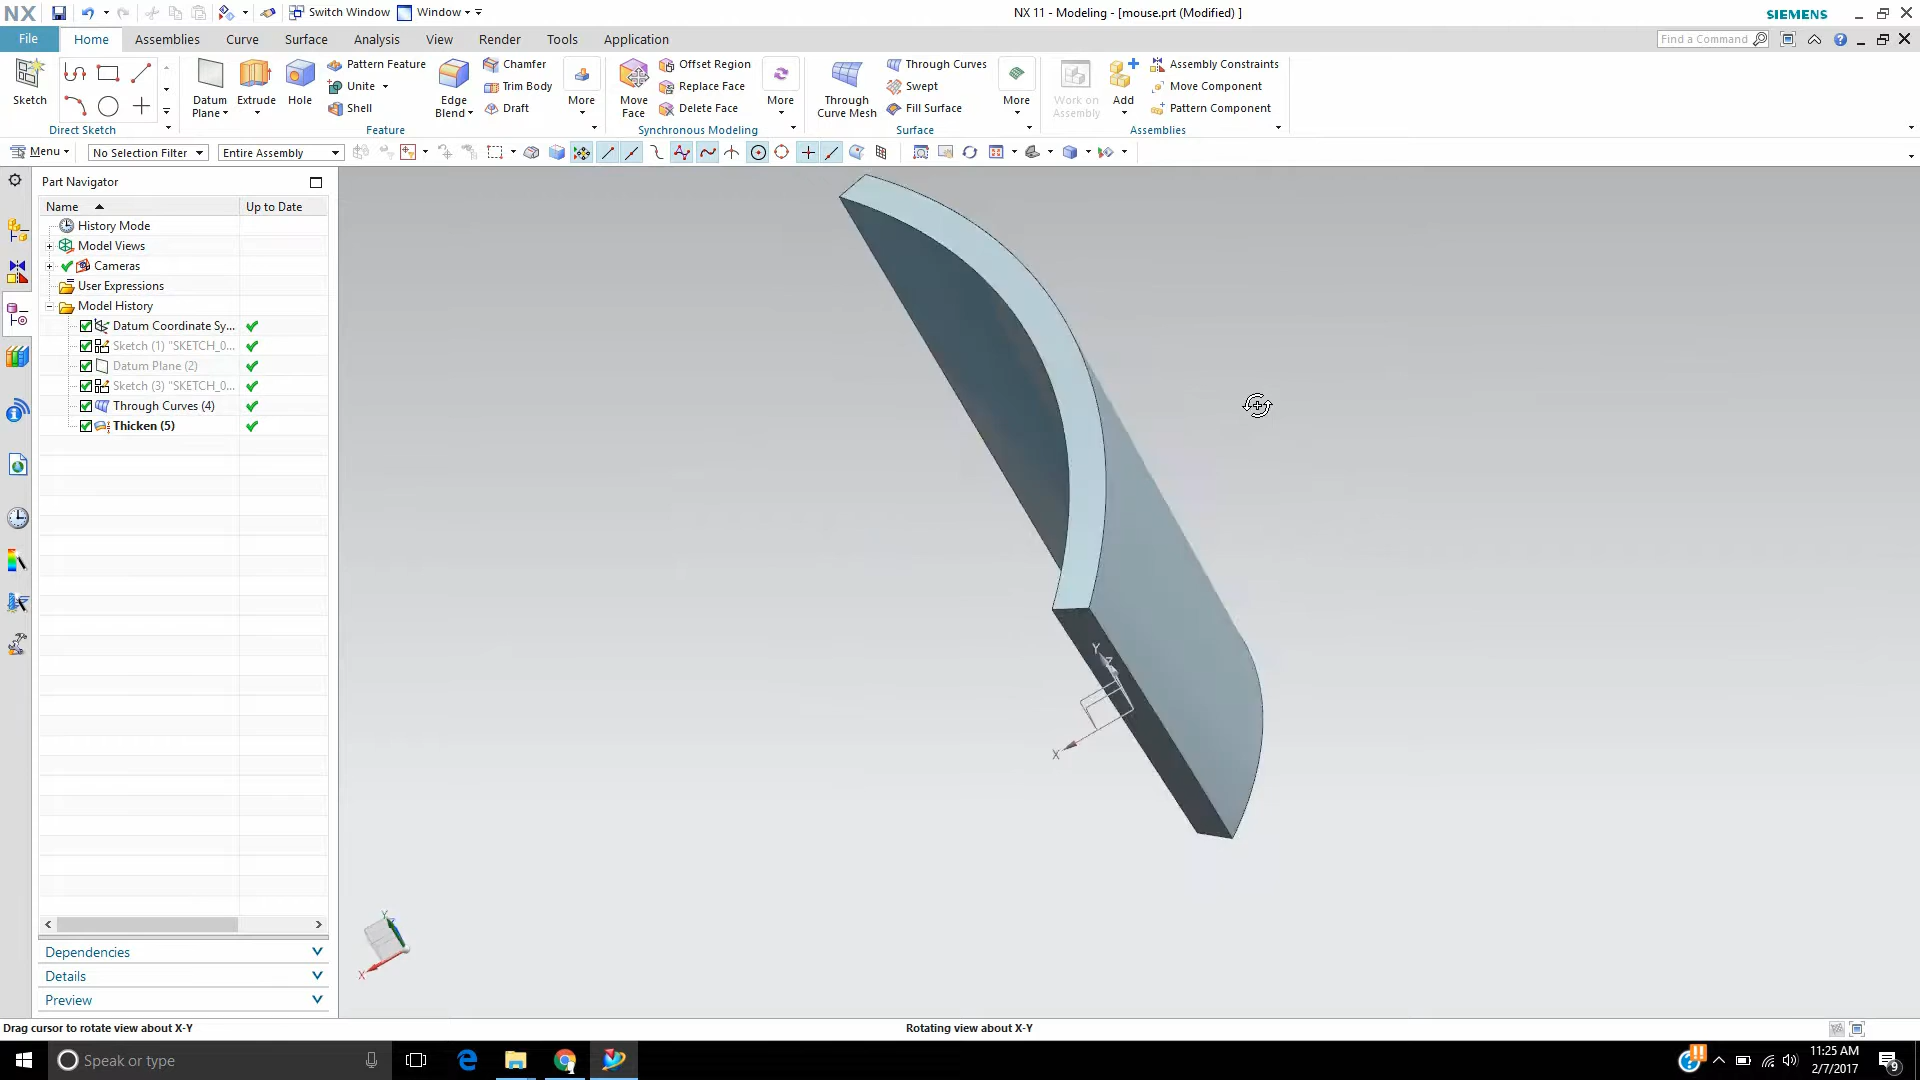 NX Switch Window Window NX 11 - Modeling - [mouse.prt (Modified) ] SIEMENS
File Home Assemblies Curve Surface Analysis View Render Tools Application Find a Command
Sketch
Direct Sketch
Datum Plane
Extrude
Hole
Pattern Feature
Unite
Shell
Edge Blend
Chamfer
Trim Body
Draft
More
Feature
Move Face
Offset Region
Replace Face
Delete Face
More
Synchronous Modeling
Through Curve Mesh
Through Curves
Swept
Fill Surface
More
Surface
Work on Assembly
Add
Assembly Constraints
Move Component
Pattern Component
Assemblies
Menu No Selection Filter Entire Assembly
Part Navigator
Name Up to Date
History Mode
Model Views
Cameras
User Expressions
Model History
Datum Coordinate Sy...
Sketch (1) "SKETCH_0...
Datum Plane (2)
Sketch (3) "SKETCH_0...
Through Curves (4)
Thicken (5)
Y
Z
X
Y
X
Dependencies
Details
Preview
Drag cursor to rotate view about X-Y Rotating view about X-Y
Speak or type
11:25 AM
2/7/2017
9